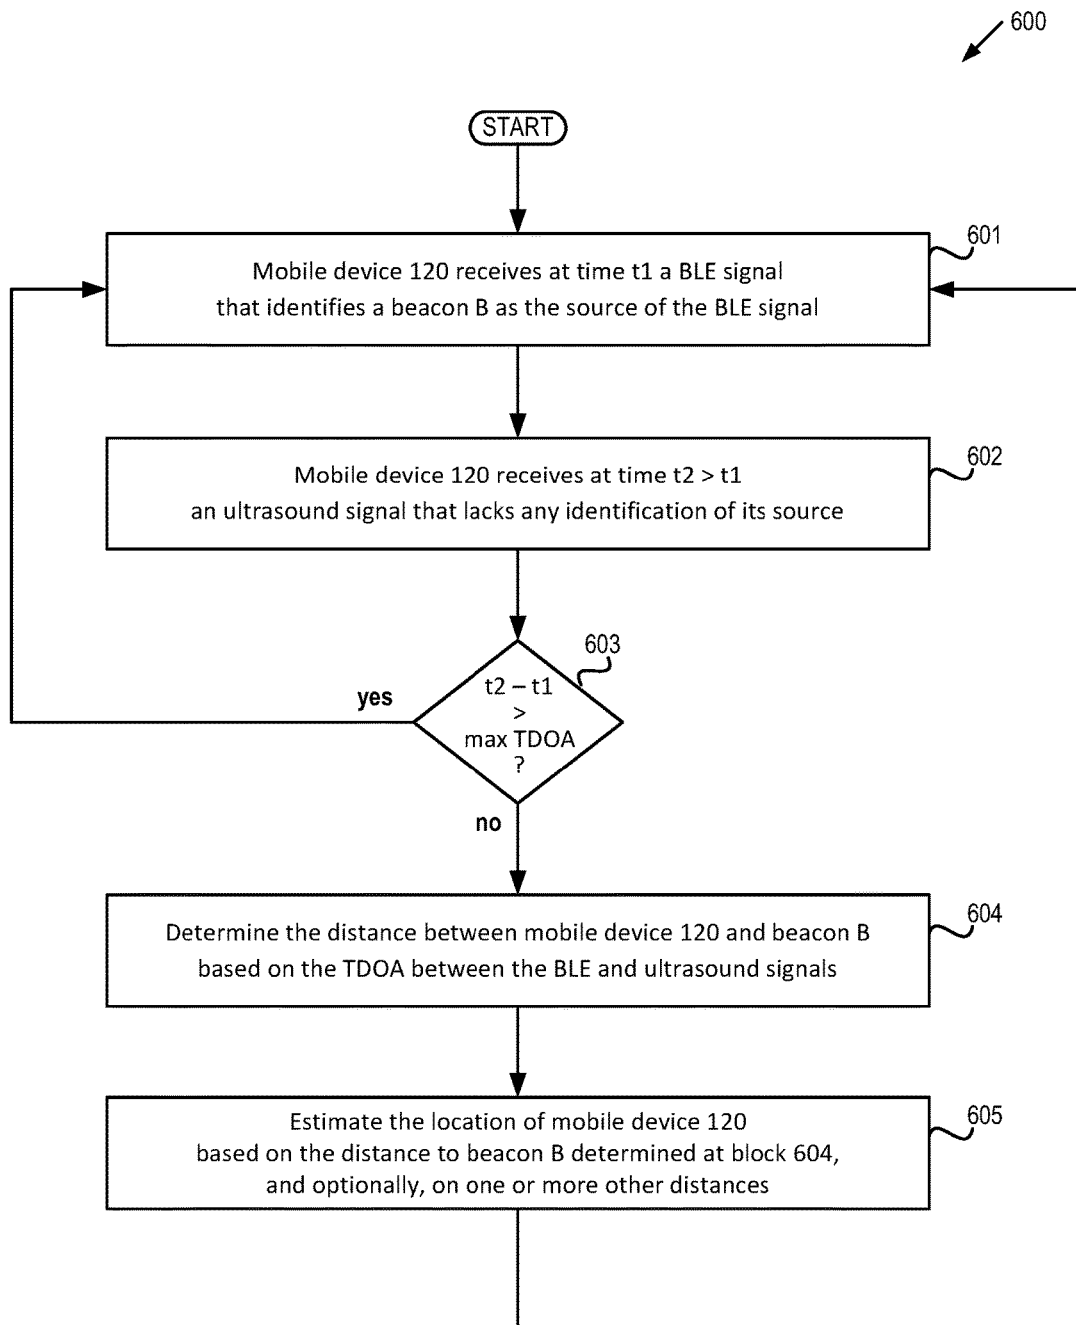 600
START
601
Mobile device 120 receives at time t1 a BLE signal
that identifies a beacon B as the source of the BLE signal
602
Mobile device 120 receives at time t2 > t1
an ultrasound signal that lacks any identification of its source
603
yes
t2 – t1
>
max TDOA
?
no
604
Determine the distance between mobile device 120 and beacon B
based on the TDOA between the BLE and ultrasound signals
605
Estimate the location of mobile device 120
based on the distance to beacon B determined at block 604,
and optionally, on one or more other distances